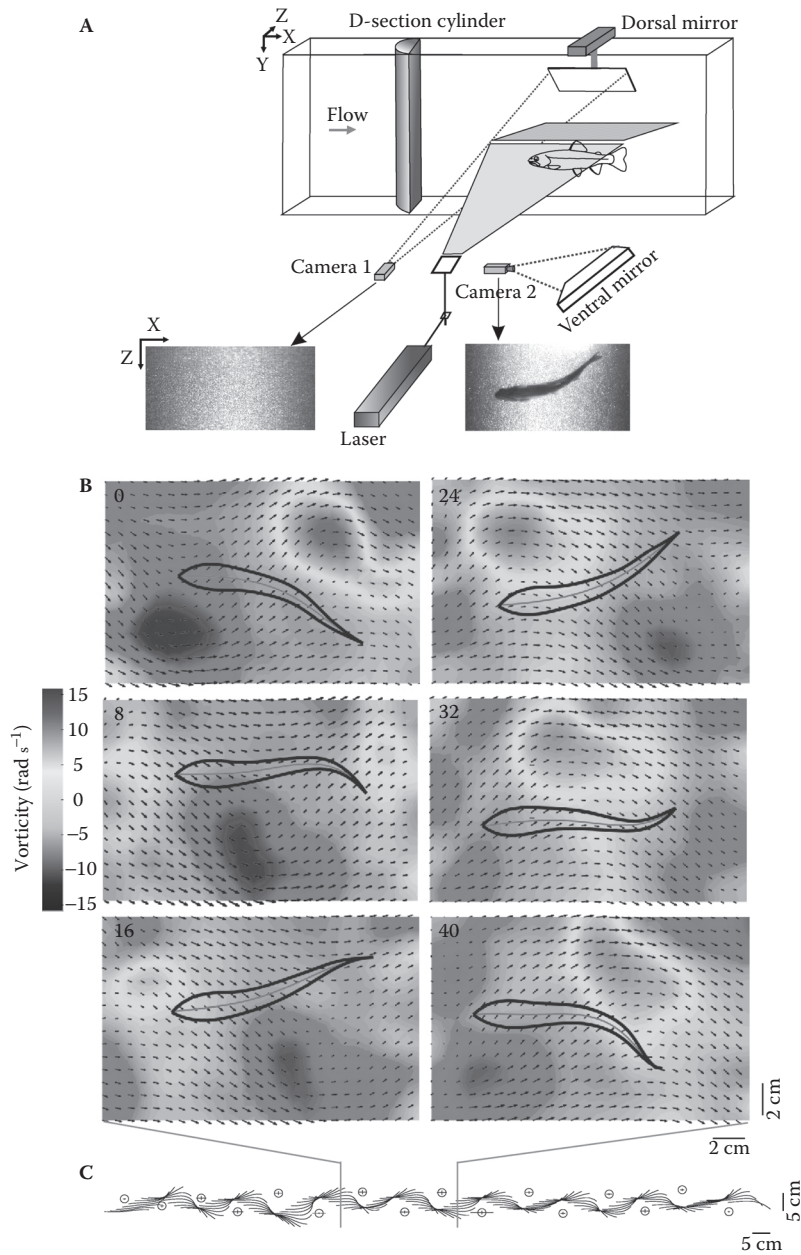 A
Z
X
Y
D-section cylinder
Dorsal mirror
Flow
Camera 1
Camera 2
Ventral mirror
X
Z
Laser
B
0
24
8
32
16
40
Vorticity (rad s⁻¹)
15
10
5
0
−5
−10
−15
2 cm
2 cm
C
5 cm
5 cm